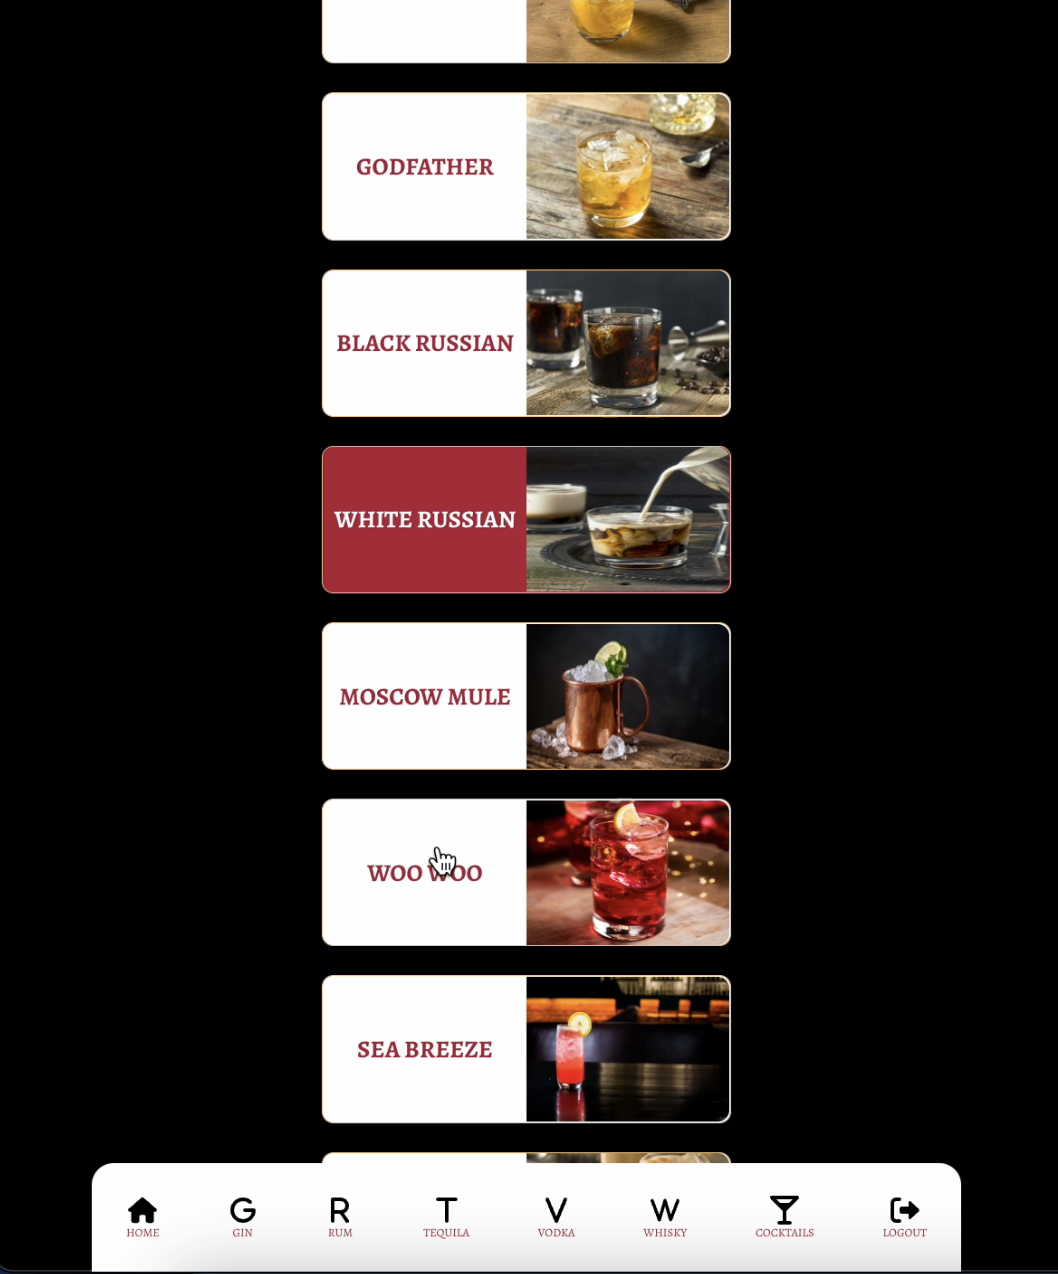 GODFATHER
BLACK RUSSIAN
WHITE RUSSIAN
MOSCOW MULE
WOO WOO
SEA BREEZE
G R T V W
HOME GIN RUM TEQUILA VODKA WHISKY COCKTAILS LOGOUT